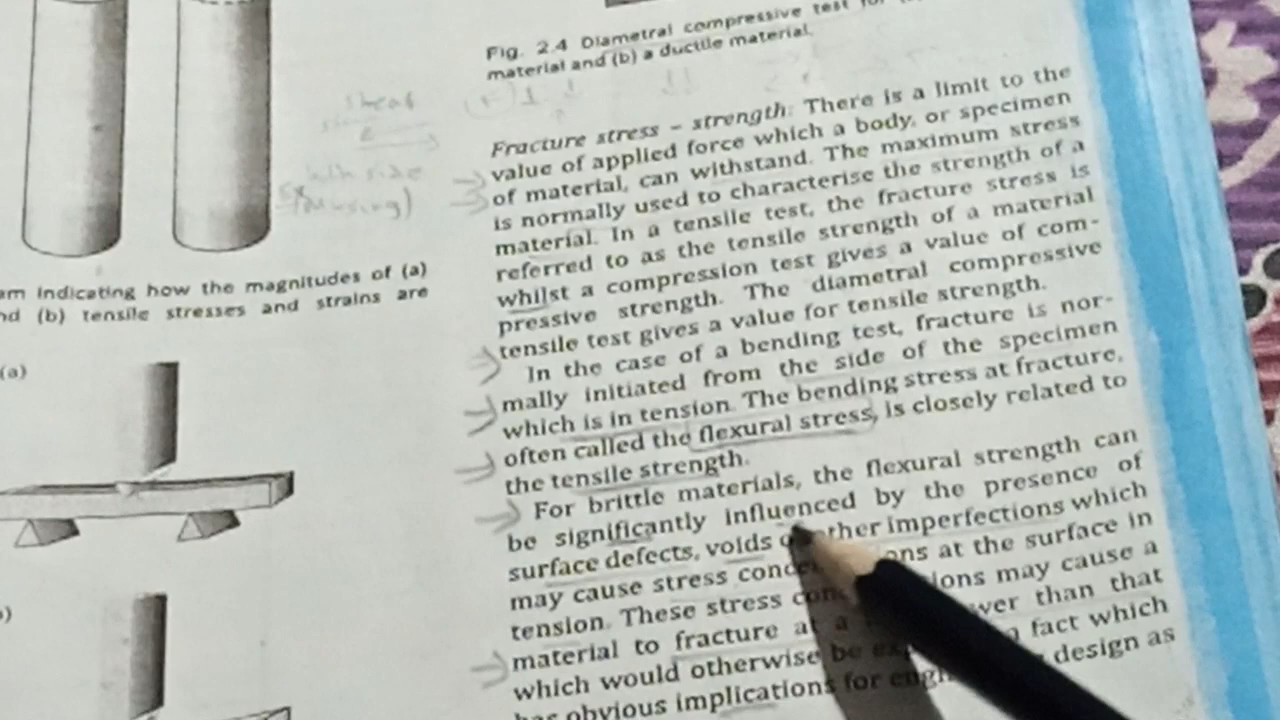 Fig. 2.4 Diametral compressive test for
material and (b) a ductile material.
shear
Fracture stress – strength: There is a limit to the
value of applied force which a body, or specimen
of material, can withstand. The maximum stress
is normally used to characterise the strength of a
material. In a tensile test, the fracture stress is
referred to as the tensile strength of a material
whilst a compression test gives a value of com-
pressive strength. The diametral compressive
tensile test gives a value for tensile strength.
In the case of a bending test, fracture is nor-
mally initiated from the side of the specimen
which is in tension. The bending stress at fracture,
often called the flexural stress, is closely related to
the tensile strength.
For brittle materials, the flexural strength can
be significantly influenced by the presence of
surface defects, voids other imperfections which
may cause stress at the surface in
tension. These stress may cause a
material to fracture at a than that
which would otherwise be fact which
has obvious implications for design as
am indicating how the magnitudes of (a)
nd (b) tensile stresses and strains are
(a)